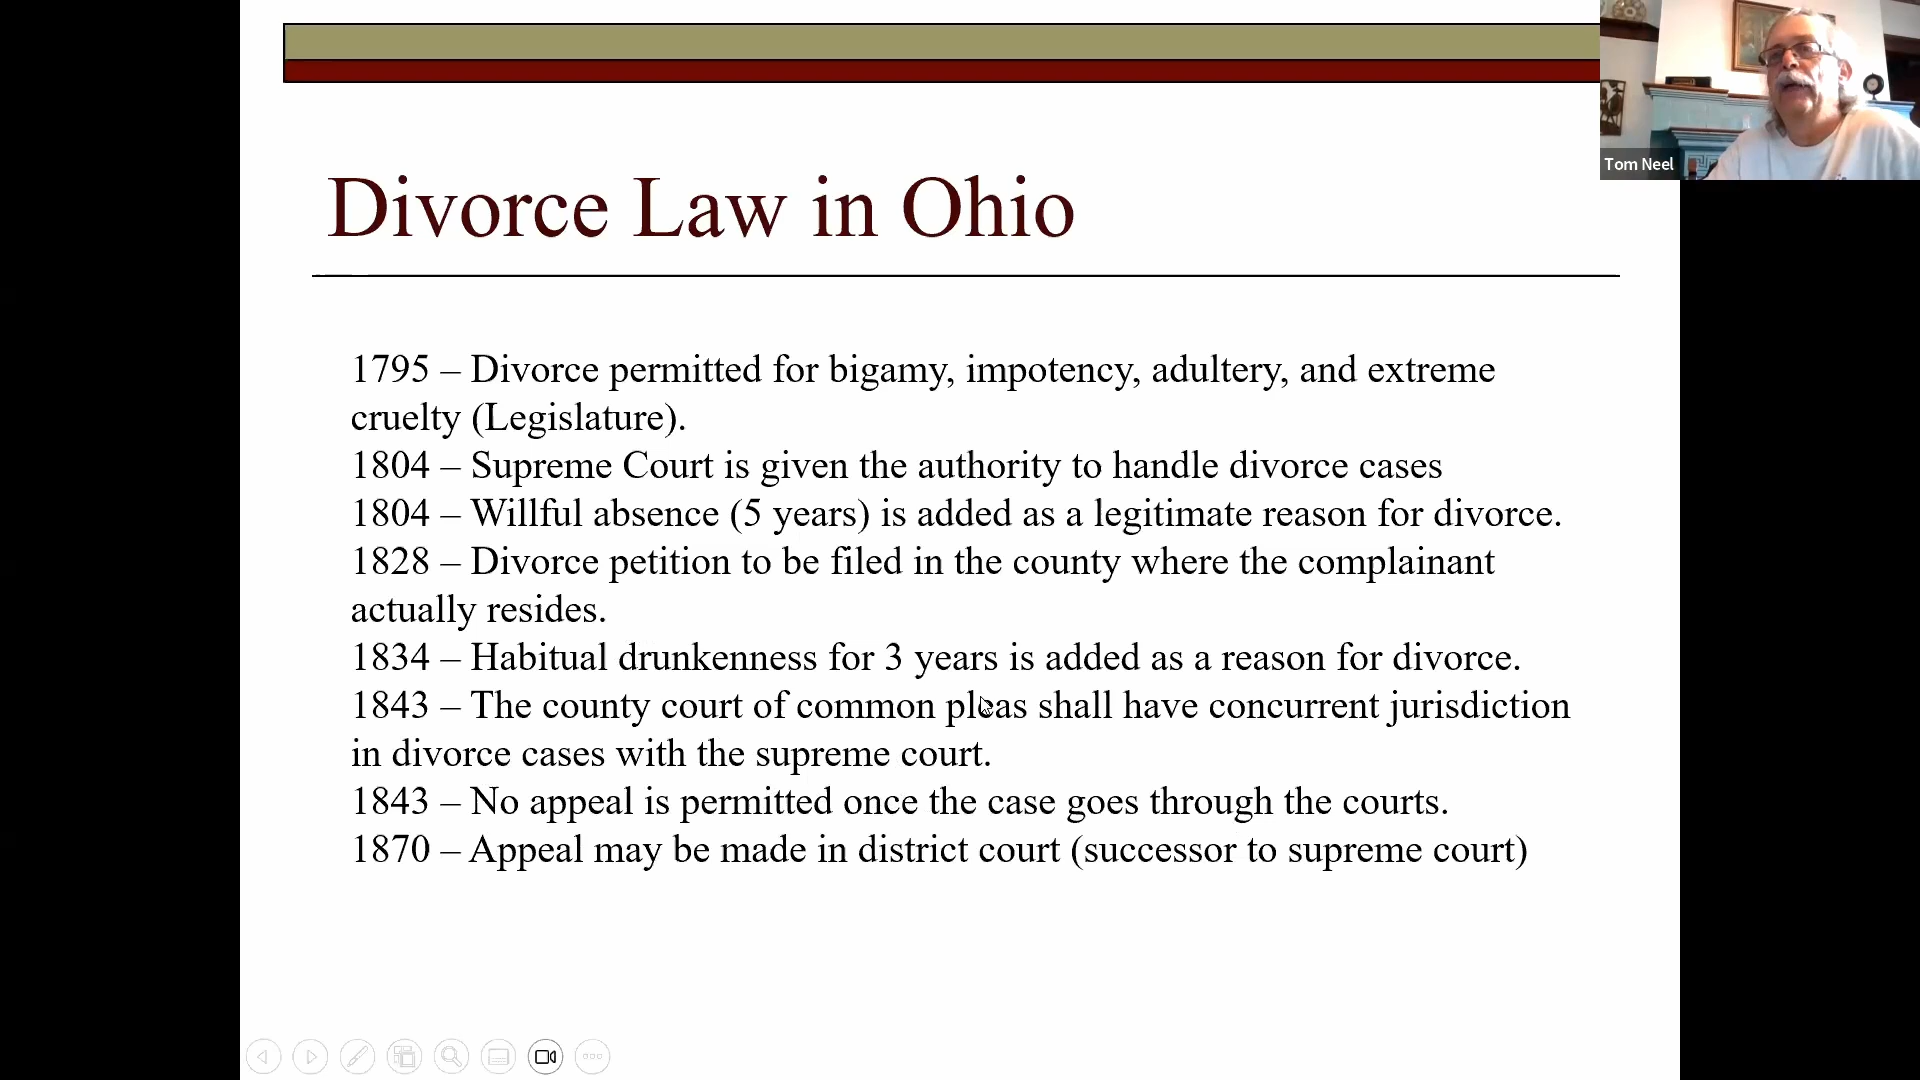 Tom Neel
Divorce Law in Ohio
1795 – Divorce permitted for bigamy, impotency, adultery, and extreme
cruelty (Legislature).
1804 – Supreme Court is given the authority to handle divorce cases
1804 – Willful absence (5 years) is added as a legitimate reason for divorce.
1828 – Divorce petition to be filed in the county where the complainant
actually resides.
1834 – Habitual drunkenness for 3 years is added as a reason for divorce.
1843 – The county court of common pleas shall have concurrent jurisdiction
in divorce cases with the supreme court.
1843 – No appeal is permitted once the case goes through the courts.
1870 – Appeal may be made in district court (successor to supreme court)